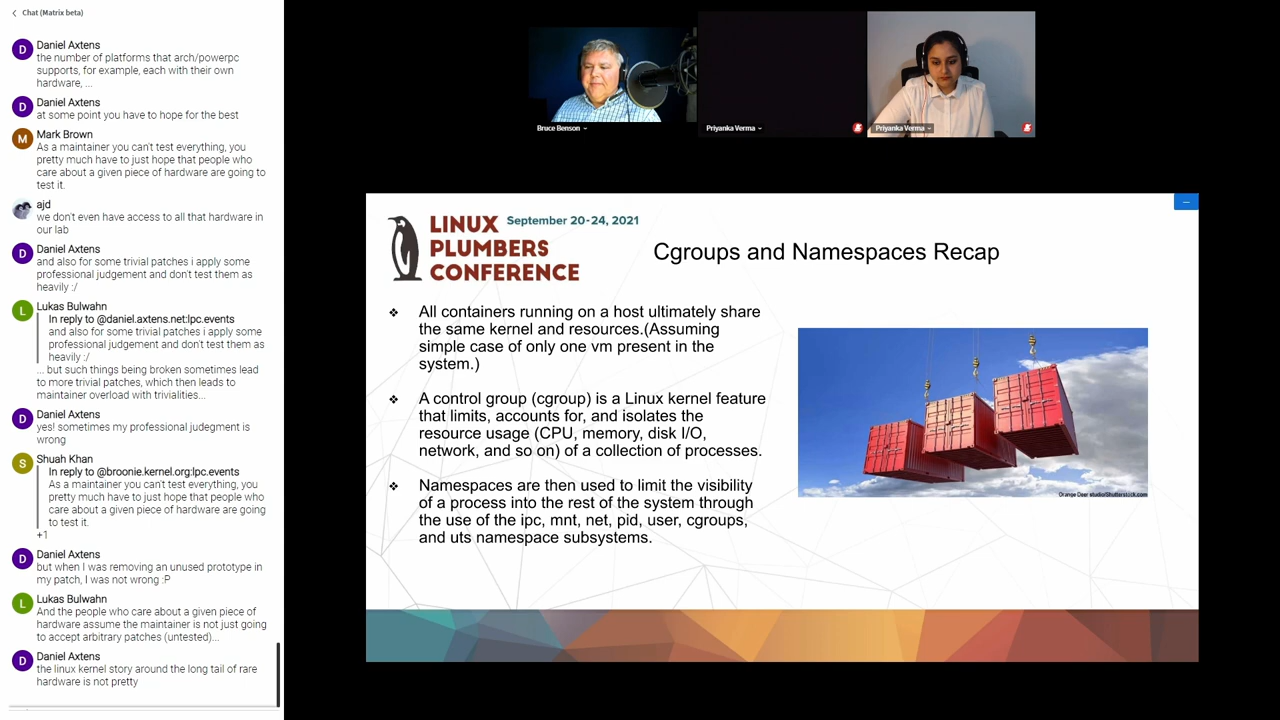 Chat (Matrix beta)
D
Daniel Axtens
the number of platforms that arch/powerpc
supports, for example, each with their own
hardware, ...
D
Daniel Axtens
at some point you have to hope for the best
M
Mark Brown
As a maintainer you can't test everything, you
pretty much have to just hope that people who
care about a given piece of hardware are going to
test it.
ajd
we don't even have access to all that hardware in
our lab
D
Daniel Axtens
and also for some trivial patches i apply some
professional judgement and don't test them as
heavily :/
L
Lukas Bulwahn
In reply to @daniel.axtens.net:lpc.events
and also for some trivial patches i apply some
professional judgement and don't test them as
heavily :/
... but such things being broken sometimes lead
to more trivial patches, which then leads to
maintainer overload with trivialities...
D
Daniel Axtens
yes! sometimes my professional judegment is
wrong
S
Shuah Khan
In reply to @broonie.kernel.org:lpc.events
As a maintainer you can't test everything, you
pretty much have to just hope that people who
care about a given piece of hardware are going
to test it.
+1
D
Daniel Axtens
but when I was removing an unused prototype in
my patch, I was not wrong :P
L
Lukas Bulwahn
And the people who care about a given piece of
hardware assume the maintainer is not just going
to accept arbitrary patches (untested)...
D
Daniel Axtens
the linux kernel story around the long tail of rare
hardware is not pretty
Bruce Benson
Priyanka Verma
Priyanka Verma
LINUX
PLUMBERS
CONFERENCE
September 20-24, 2021
Cgroups and Namespaces Recap
❖ All containers running on a host ultimately share
the same kernel and resources.(Assuming
simple case of only one vm present in the
system.)
❖ A control group (cgroup) is a Linux kernel feature
that limits, accounts for, and isolates the
resource usage (CPU, memory, disk I/O,
network, and so on) of a collection of processes.
❖ Namespaces are then used to limit the visibility
of a process into the rest of the system through
the use of the ipc, mnt, net, pid, user, cgroups,
and uts namespace subsystems.
Orange Deer studio/Shutterstock.com